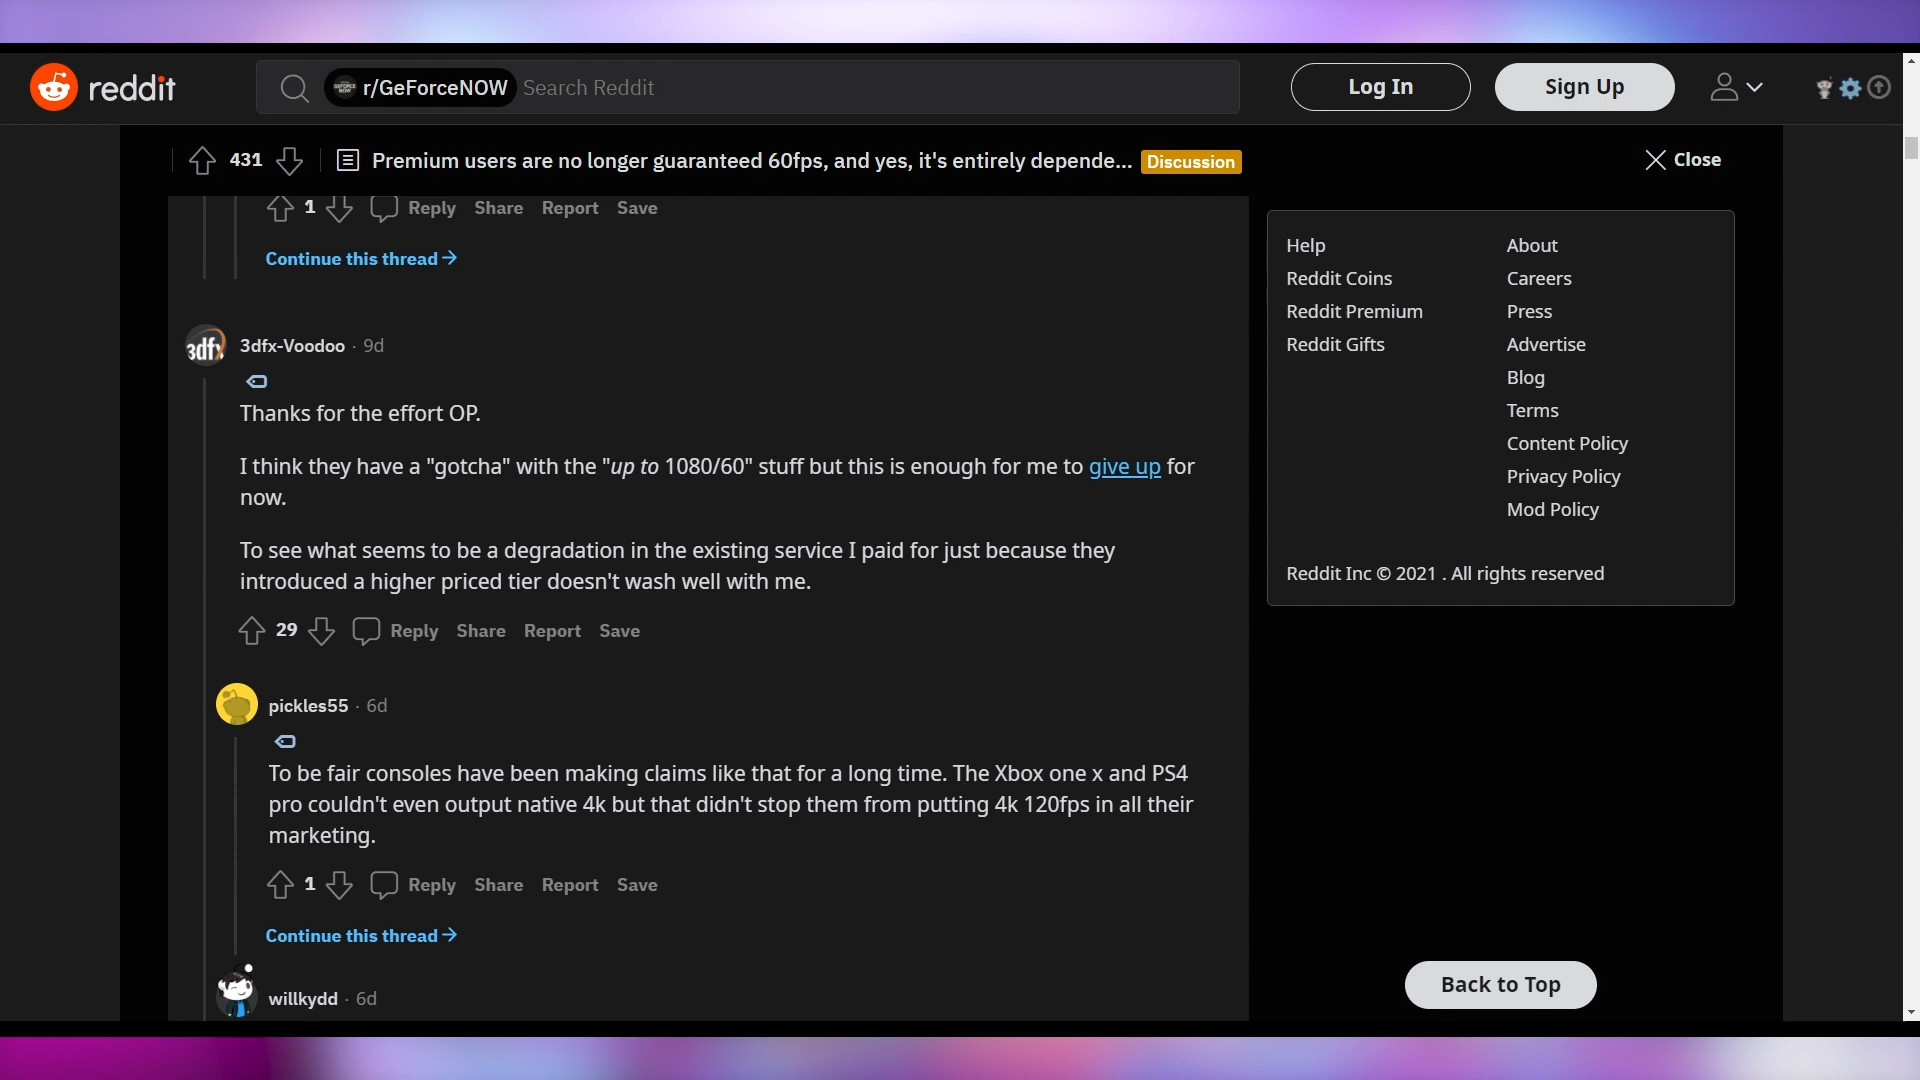 reddit
r/GeForceNOW Search Reddit
Log In
Sign Up
431
Premium users are no longer guaranteed 60fps, and yes, it's entirely depende...
Discussion
Close
1 Reply Share Report Save
Continue this thread
3dfx-Voodoo · 9d
Thanks for the effort OP.
I think they have a "gotcha" with the "up to 1080/60" stuff but this is enough for me to give up for
now.
To see what seems to be a degradation in the existing service I paid for just because they
introduced a higher priced tier doesn't wash well with me.
29 Reply Share Report Save
pickles55 · 6d
To be fair consoles have been making claims like that for a long time. The Xbox one x and PS4
pro couldn't even output native 4k but that didn't stop them from putting 4k 120fps in all their
marketing.
1 Reply Share Report Save
Continue this thread
willkydd · 6d
Help
Reddit Coins
Reddit Premium
Reddit Gifts
About
Careers
Press
Advertise
Blog
Terms
Content Policy
Privacy Policy
Mod Policy
Reddit Inc © 2021 . All rights reserved
Back to Top